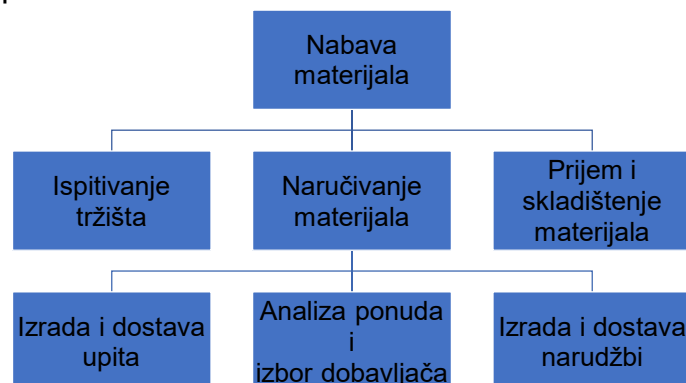 Nabava
materijala
Ispitivanje
tržišta
Naručivanje
materijala
Prijem i
skladištenje
materijala
Izrada i dostava
upita
Analiza ponuda
i
izbor dobavljača
Izrada i dostava
narudžbi